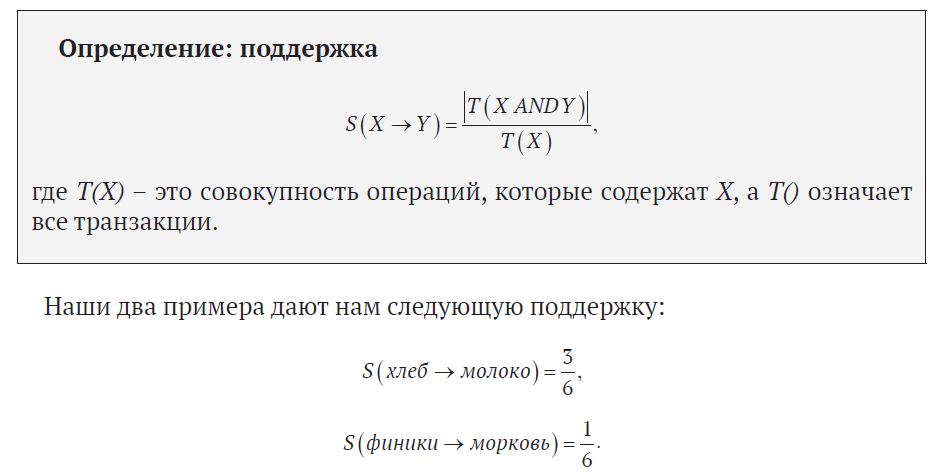 Определение: поддержка
S(X → Y) = |T(X AND Y)| / T(X),
где T(X) – это совокупность операций, которые содержат X, а T() означает
все транзакции.
Наши два примера дают нам следующую поддержку:
S(хлеб → молоко) = 3/6,
S(финики → морковь) = 1/6.